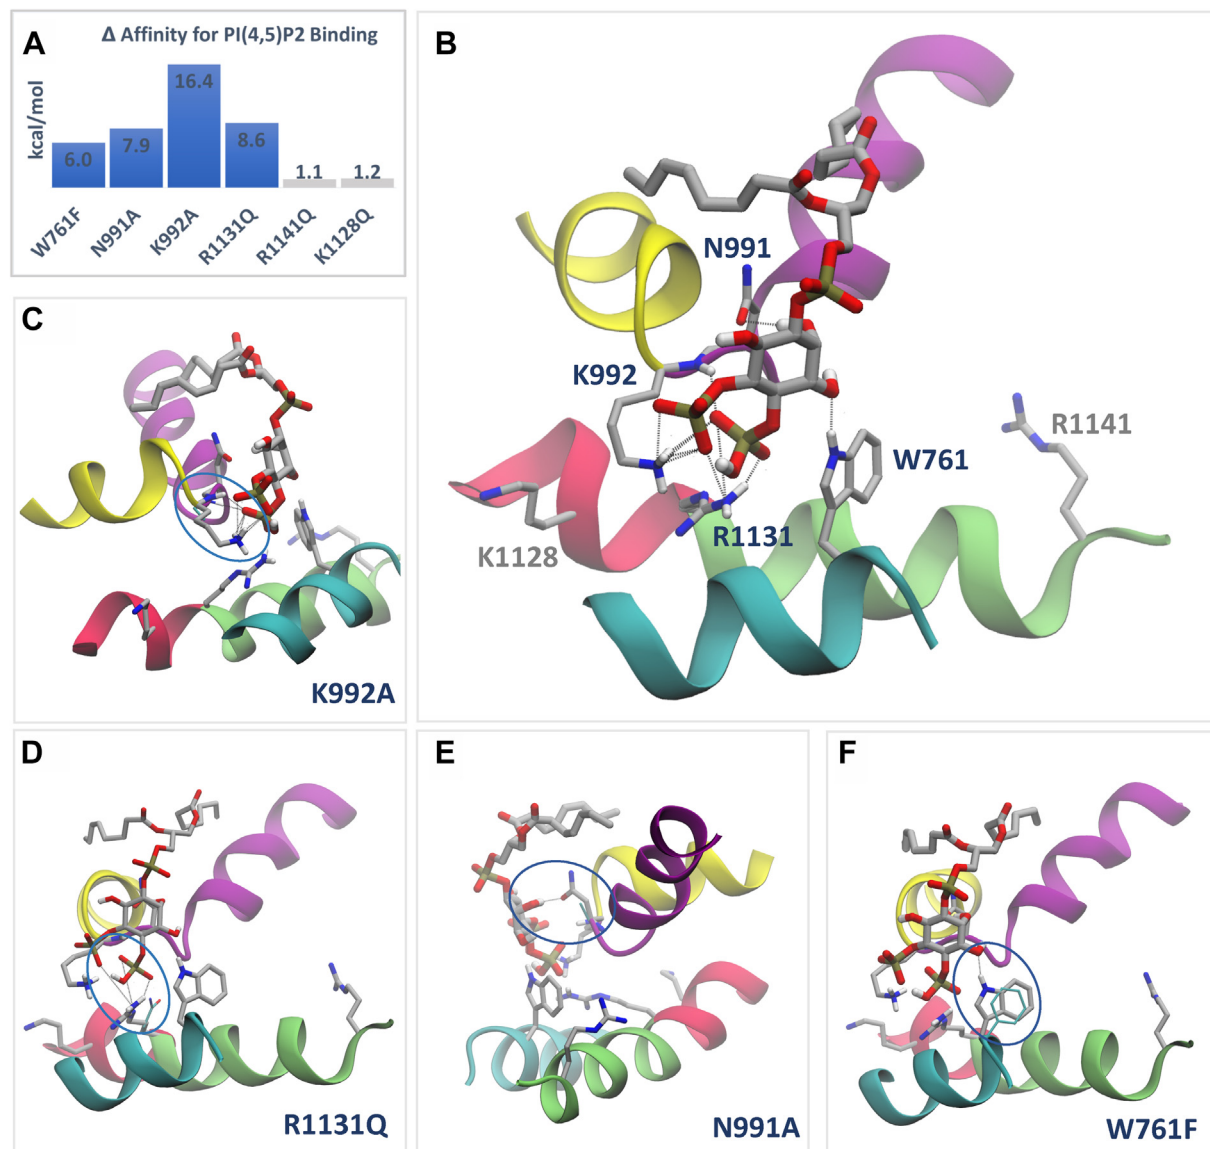 A
Δ Affinity for PI(4,5)P2 Binding
kcal/mol
6.0
7.9
16.4
8.6
1.1
1.2
W761F
N991A
K992A
R1131Q
R1141Q
K1128Q
B
N991
K992
R1141
W761
R1131
K1128
C
K992A
D
R1131Q
E
N991A
F
W761F